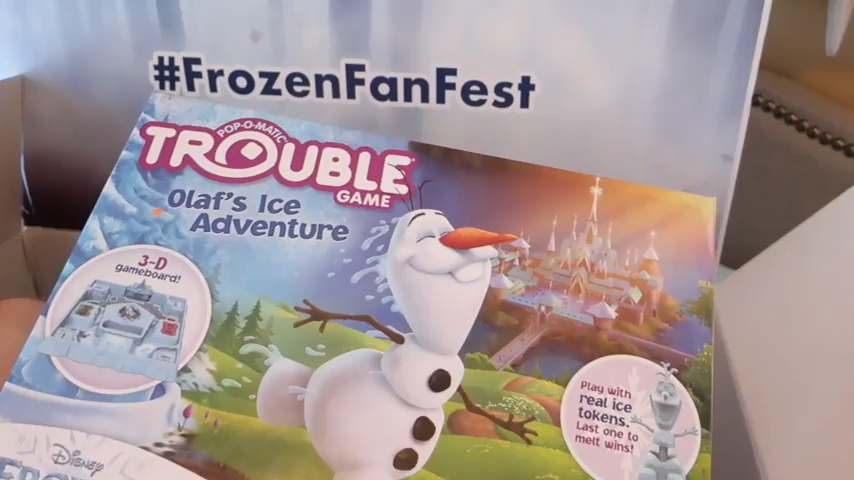 #FrozenFanFest
POP-O-MATIC
TROUBLE
GAME
Olaf's Ice
Adventure
3-D
gameboard!
Play with
real ice
tokens.
Last one to
melt wins!
Disney